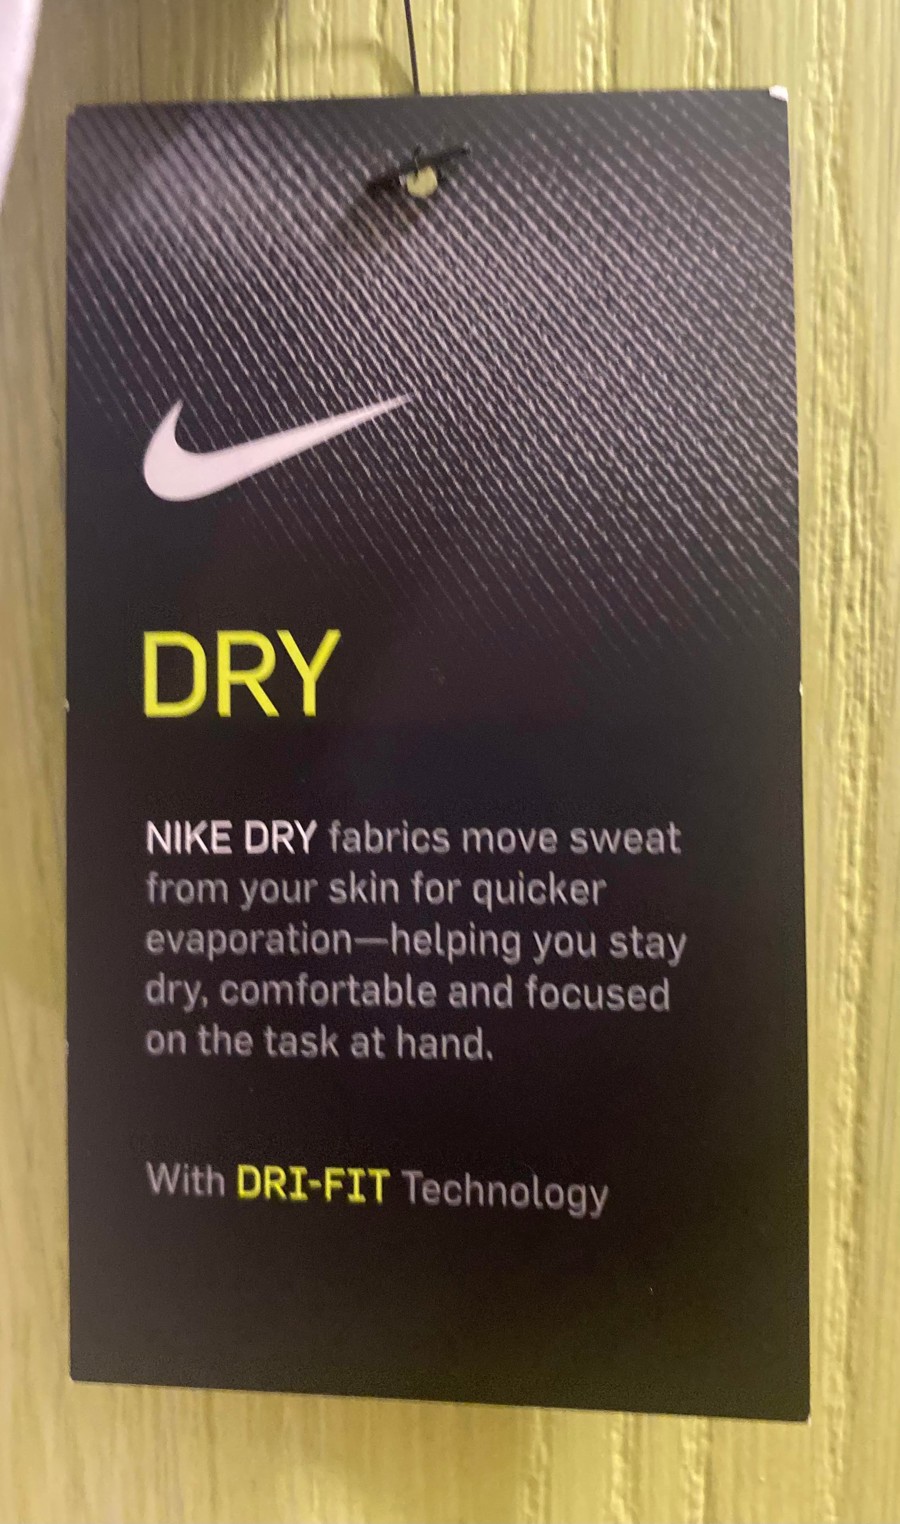 DRY
NIKE DRY fabrics move sweat
from your skin for quicker
evaporation—helping you stay
dry, comfortable and focused
on the task at hand.
With DRI-FIT Technology